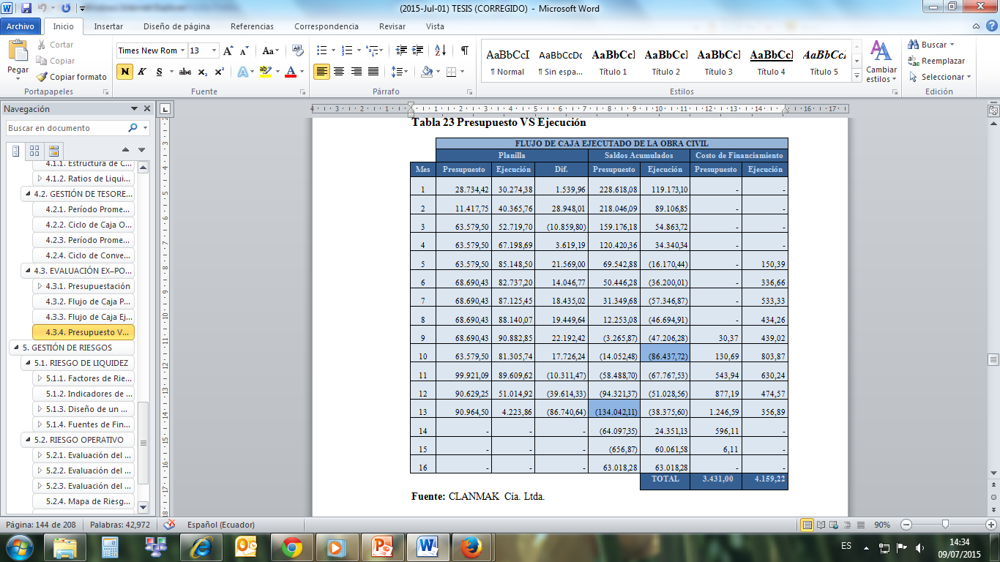 (2015-Jul-01) TESIS (CORREGIDO) - Microsoft Word
Archivo Inicio Insertar Diseño de página Referencias Correspondencia Revisar Vista
Pegar
Cortar
Copiar
Copiar formato
Portapapeles
Times New Rom 13
N K S abc x₂ x²
Fuente
Párrafo
AaBbCcI AaBbCcDc AaBbCcI AaBbCcI AaBbCcI AaBbCcI AaBbCcI
¶ Normal ¶ Sin espa... Título 1 Título 2 Título 3 Título 4 Título 5
Estilos
Cambiar estilos
Buscar
Reemplazar
Seleccionar
Edición
Navegación
Buscar en documento
4.1.1. Estructura de C...
4.1.2. Ratios de Liqui...
4.2. GESTIÓN DE TESORE...
4.2.1. Período Prome...
4.2.2. Ciclo de Caja O...
4.2.3. Período Prome...
4.2.4. Ciclo de Conve...
4.3. EVALUACIÓN EX–PO...
4.3.1. Presupuestación
4.3.2. Flujo de Caja P...
4.3.3. Flujo de Caja Ej...
4.3.4. Presupuesto V...
5. GESTIÓN DE RIESGOS
5.1. RIESGO DE LIQUIDEZ
5.1.1. Factores de Rie...
5.1.2. Indicadores de ...
5.1.3. Diseño de un ...
5.1.4. Fuentes de Fin...
5.2. RIESGO OPERATIVO
5.2.1. Evaluación del ...
5.2.2. Evaluación del ...
5.2.3. Evaluación del ...
5.2.4. Mapa de Riesg...
Tabla 23 Presupuesto VS Ejecución
FLUJO DE CAJA EJECUTADO DE LA OBRA CIVIL
Planilla Saldos Acumulados Costo de Financiamiento
Mes Presupuesto Ejecución Dif. Presupuesto Ejecución Presupuesto Ejecución
1 28.734,42 30.274,38 1.539,96 228.618,08 119.173,10 - -
2 11.417,75 40.365,76 28.948,01 218.046,09 89.106,85 - -
3 63.579,50 52.719,70 (10.859,80) 159.176,18 54.863,72 - -
4 63.579,50 67.198,69 3.619,19 120.420,36 34.340,34 - -
5 63.579,50 85.148,50 21.569,00 69.542,88 (16.170,44) - 150,39
6 68.690,43 82.737,20 14.046,77 50.446,28 (36.200,01) - 336,66
7 68.690,43 87.125,45 18.435,02 31.349,68 (57.346,87) - 533,33
8 68.690,43 88.140,07 19.449,64 12.253,08 (46.694,91) - 434,26
9 68.690,43 90.882,85 22.192,42 (3.265,87) (47.206,28) 30,37 439,02
10 63.579,50 81.305,74 17.726,24 (14.052,48) (86.437,72) 130,69 803,87
11 99.921,09 89.609,62 (10.311,47) (58.488,70) (67.767,53) 543,94 630,24
12 90.629,25 51.014,92 (39.614,33) (94.321,37) (51.028,56) 877,19 474,57
13 90.964,50 4.223,86 (86.740,64) (134.042,11) (38.375,60) 1.246,59 356,89
14 - - - (64.097,35) 24.351,13 596,11 -
15 - - - (656,87) 60.061,58 6,11 -
16 - - - 63.018,28 63.018,28 - -
TOTAL 3.431,00 4.159,22
Fuente: CLANMAK Cía. Ltda.
Página: 144 de 208 Palabras: 42,972 Español (Ecuador) 90%
ES 14:34
09/07/2015